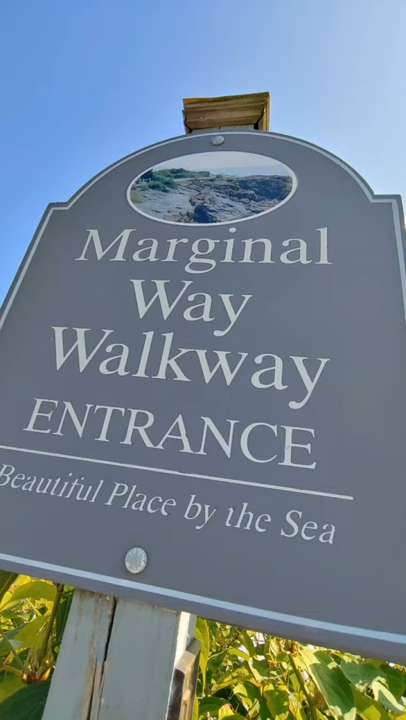 Marginal
Way
Walkway
ENTRANCE
Beautiful Place by the Sea